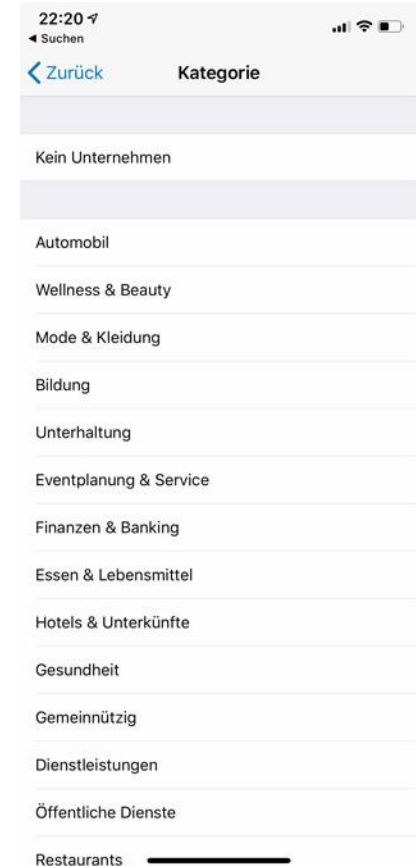 22:20
Suchen
Zurück
Kategorie
Kein Unternehmen
Automobil
Wellness & Beauty
Mode & Kleidung
Bildung
Unterhaltung
Eventplanung & Service
Finanzen & Banking
Essen & Lebensmittel
Hotels & Unterkünfte
Gesundheit
Gemeinnützig
Dienstleistungen
Öffentliche Dienste
Restaurants